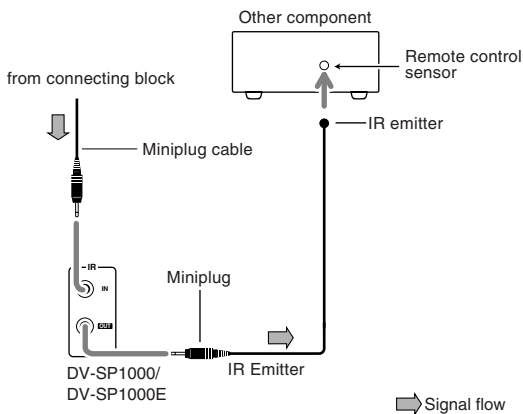 Other component
Remote control
sensor
from connecting block
IR emitter
Miniplug cable
IR
IN
Miniplug
OUT
DV-SP1000/
DV-SP1000E
IR Emitter
Signal flow